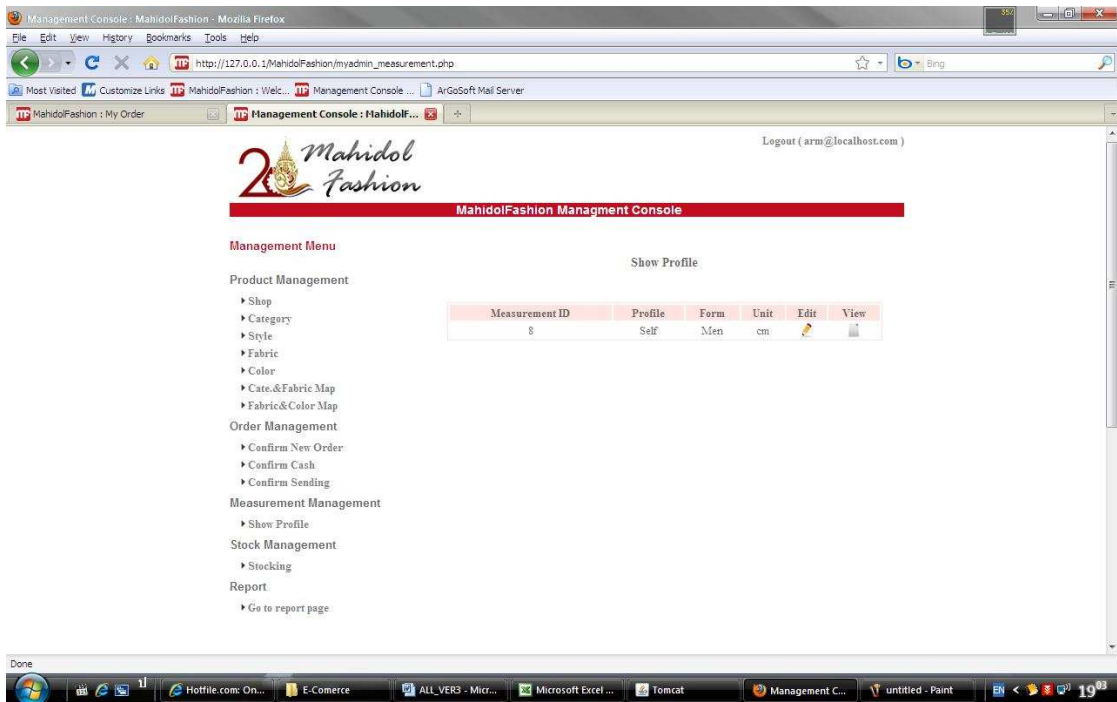 Management Console : MahidolFashion - Mozilla Firefox
35%
File Edit View History Bookmarks Tools Help
http://127.0.0.1/MahidolFashion/myadmin_measurement.php
Bing
Most Visited Customize Links MahidolFashion : Welc... Management Console ... ArGoSoft Mail Server
MahidolFashion : My Order
Management Console : MahidolF...
20 Mahidol Fashion
Logout ( arm@localhost.com )
MahidolFashion Managment Console
Management Menu
Show Profile
Product Management
Shop
Category
Style
Fabric
Color
Cate.&Fabric Map
Fabric&Color Map
Measurement ID Profile Form Unit Edit View
8 Self Men cm
Order Management
Confirm New Order
Confirm Cash
Confirm Sending
Measurement Management
Show Profile
Stock Management
Stocking
Report
Go to report page
Done
Hotfile.com: On... E-Comerce ALL_VER3 - Micr... Microsoft Excel ... Tomcat Management C... untitled - Paint EN 19 03